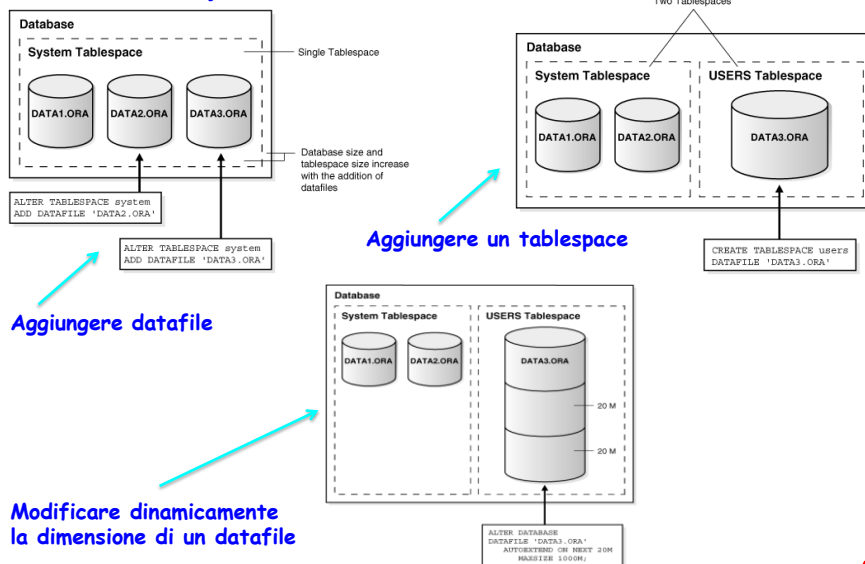 Database
System Tablespace
DATA1.ORA DATA2.ORA DATA3.ORA
Single Tablespace
Database size and
tablespace size increase
with the addition of
datafiles
ALTER TABLESPACE system
ADD DATAFILE 'DATA2.ORA'
ALTER TABLESPACE system
ADD DATAFILE 'DATA3.ORA'
Aggiungere datafile
Two Tablespaces
Database
System Tablespace
USERS Tablespace
DATA1.ORA DATA2.ORA
DATA3.ORA
CREATE TABLESPACE users
DATAFILE 'DATA3.ORA'
Aggiungere un tablespace
Database
System Tablespace
USERS Tablespace
DATA1.ORA DATA2.ORA
DATA3.ORA
20 M
20 M
ALTER DATABASE
DATAFILE 'DATA3.ORA'
AUTOEXTEND ON NEXT 20M
MAXSIZE 1000M;
Modificare dinamicamente
la dimensione di un datafile